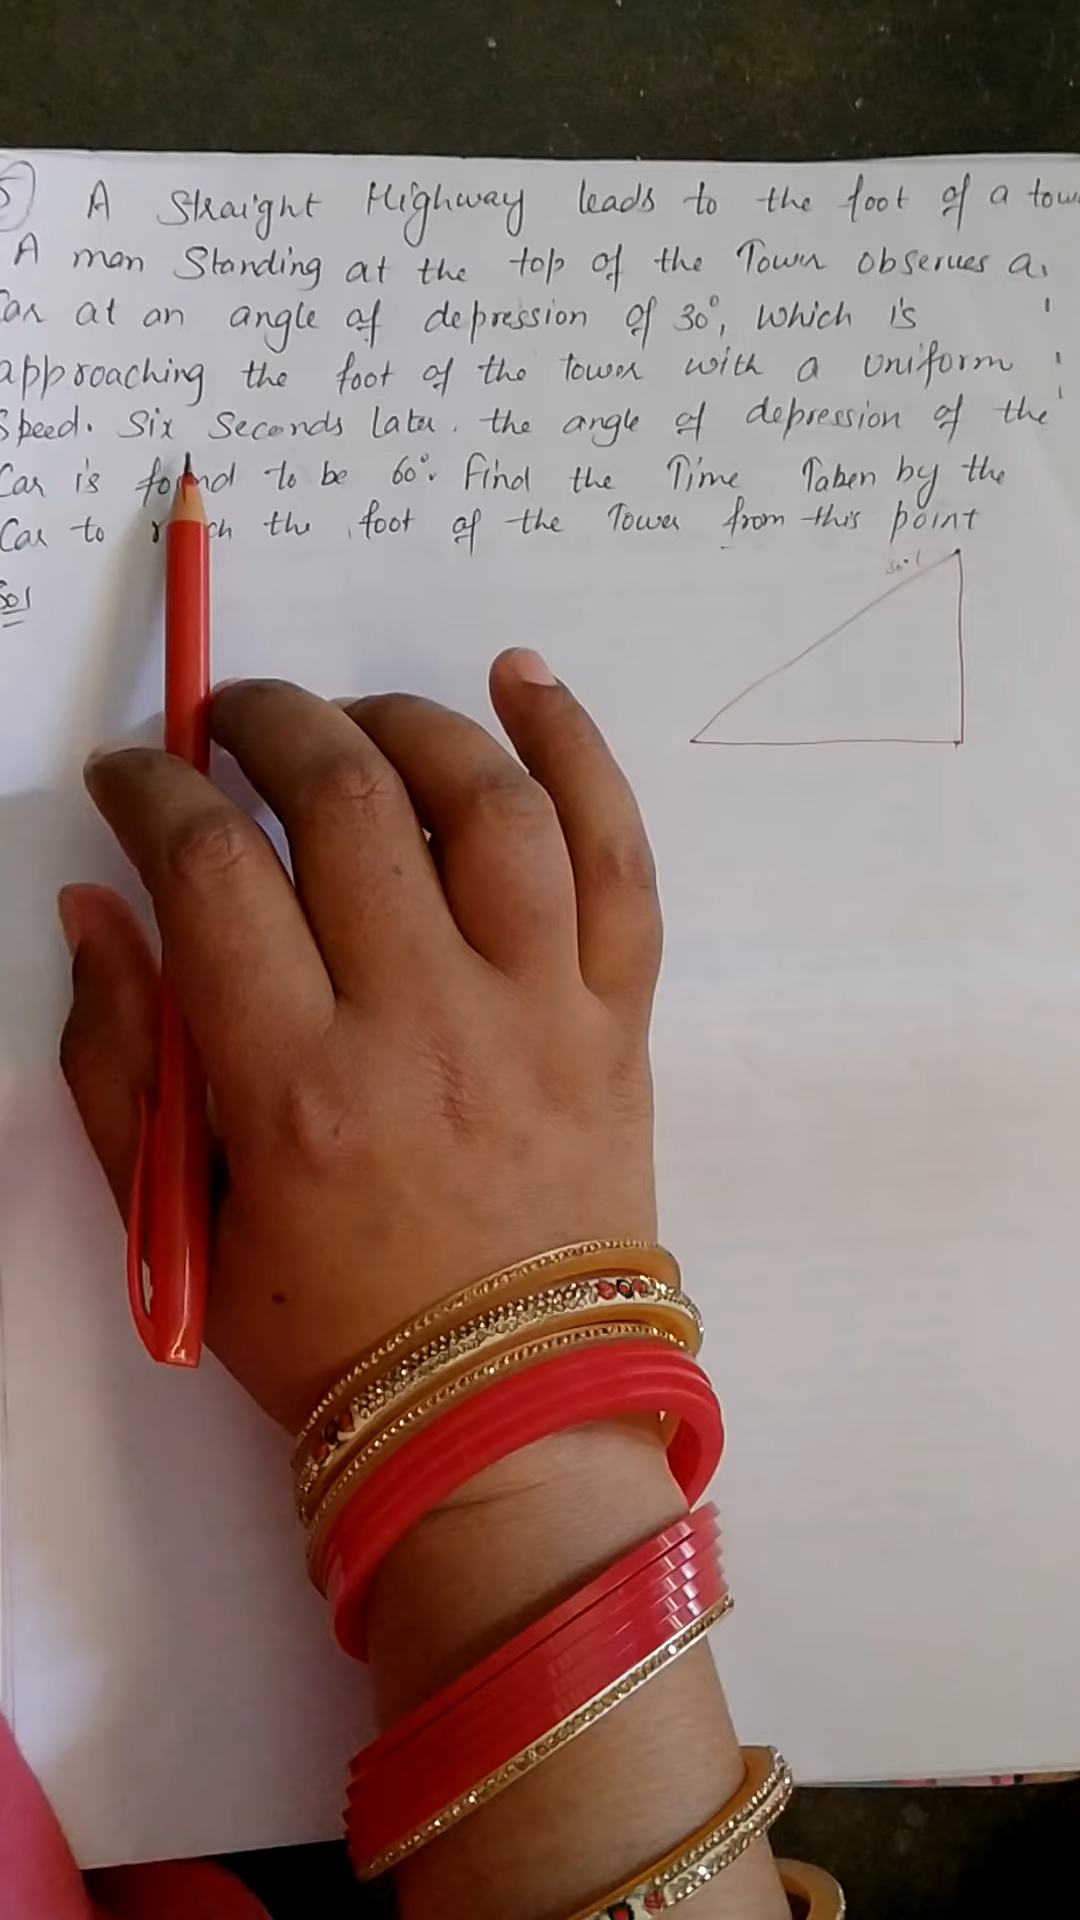 A Straight Highway leads to the foot of a
A man Standing at the top of the Tower observes a
Car at an angle of depression of 30°, which is
approaching the foot of the tower with a uniform
Speed. Six Seconds later. the angle of depression of the
Car is found to be 60°. Find the Time Taken by the
Car to the foot of the Tower from this point
30°
Sol